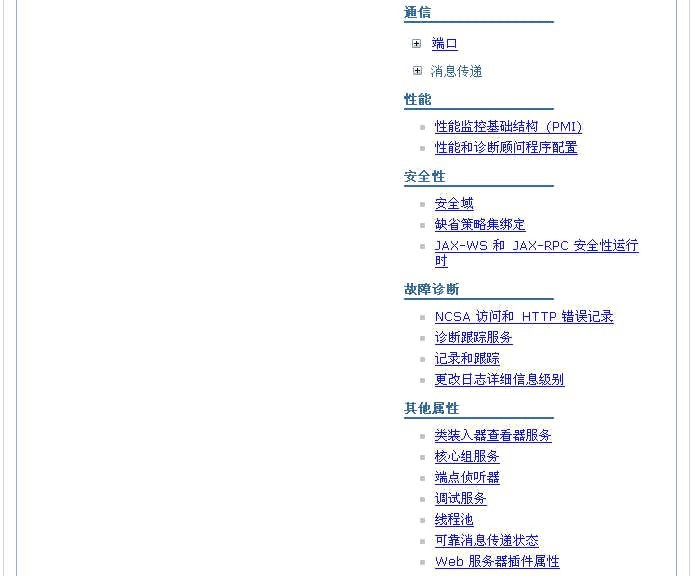 通信
端口
消息传递
性能
性能监控基础结构 (PMI)
性能和诊断顾问程序配置
安全性
安全域
缺省策略集绑定
JAX-WS 和 JAX-RPC 安全性运行
时
故障诊断
NCSA 访问和 HTTP 错误记录
诊断跟踪服务
记录和跟踪
更改日志详细信息级别
其他属性
类装入器查看器服务
核心组服务
端点侦听器
调试服务
线程池
可靠消息传递状态
Web 服务器插件属性